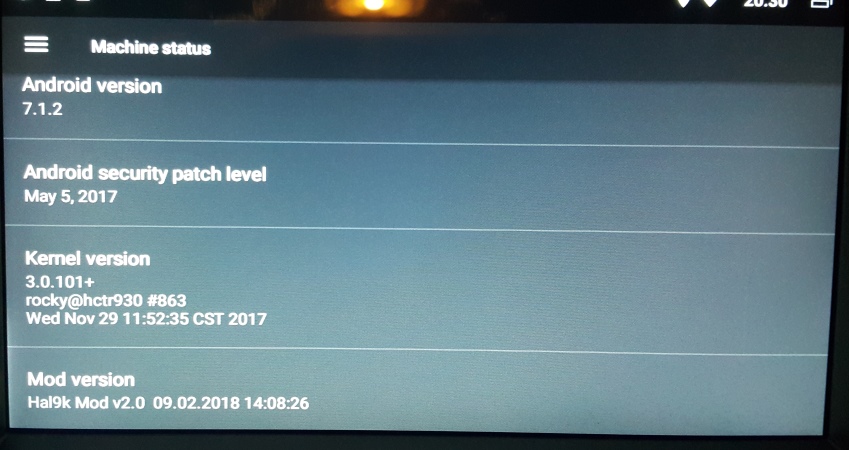 20:30
Machine status
Android version
7.1.2
Android security patch level
May 5, 2017
Kernel version
3.0.101+
rocky@hctr930 #863
Wed Nov 29 11:52:35 CST 2017
Mod version
Hal9k Mod v2.0 09.02.2018 14:08:26